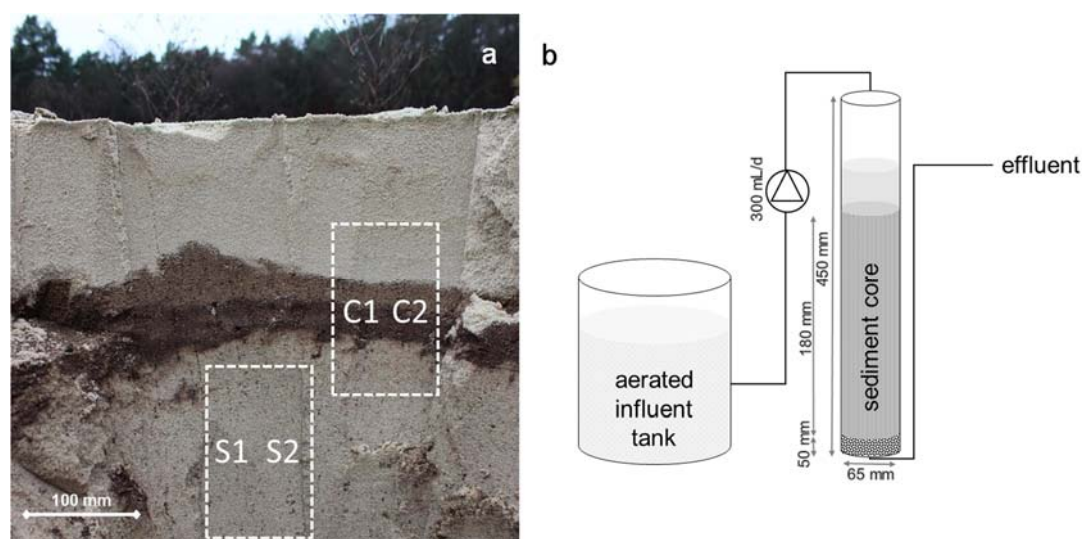 a
C1 C2
S1 S2
100 mm
b
300 mL/d
450 mm
180 mm
50 mm
65 mm
sediment core
effluent
aerated
influent
tank